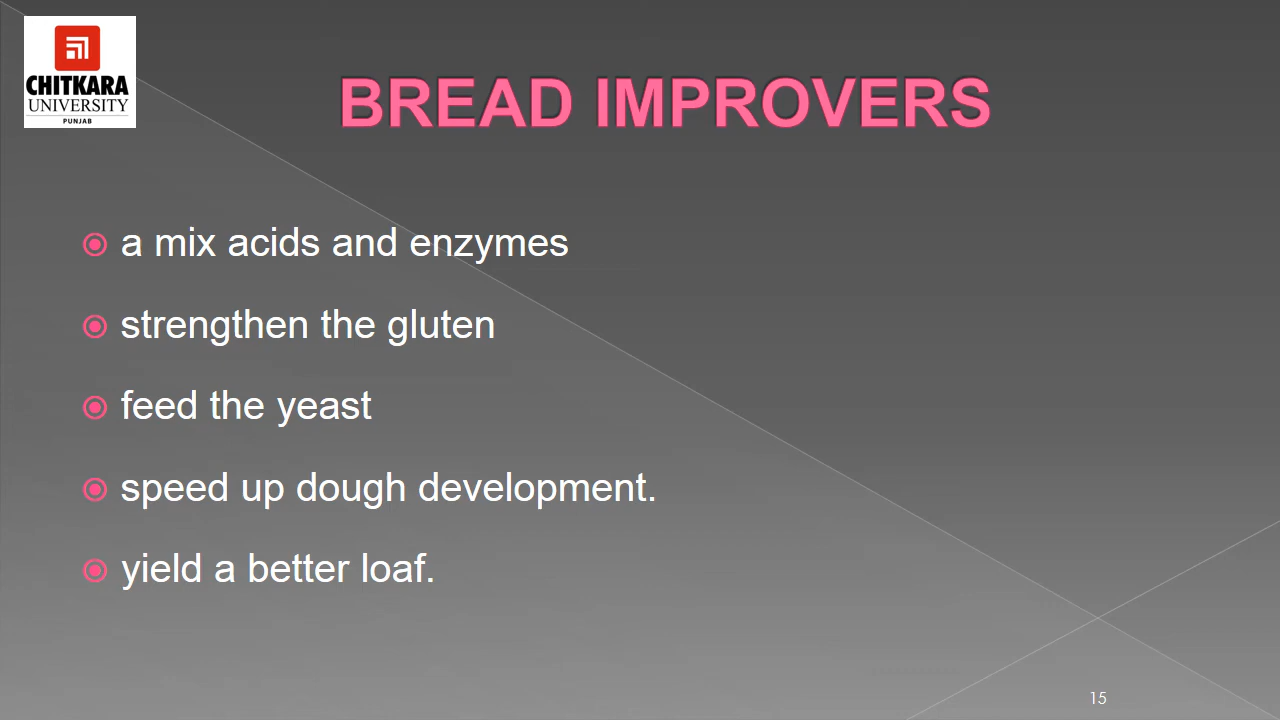 CHITKARA
UNIVERSITY
PUNJAB
BREAD IMPROVERS
a mix acids and enzymes
strengthen the gluten
feed the yeast
speed up dough development.
yield a better loaf.
15